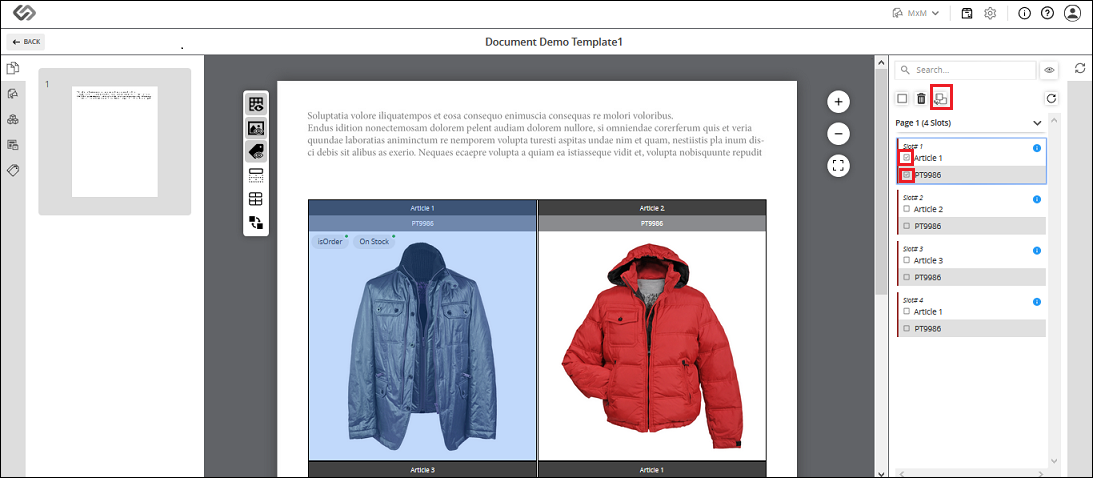 MxM
BACK
Document Demo Template1
1
Soluptatia volore iliquatempos et eosa consequo enimuscia consequas re molori voloribus.
Endus idition nonectemosam dolorem pelent audiam dolorem nullore, si omniendae corerferum quis et veria
quundae laboratias animinctum re nemporem volupta turesti aspitas undae nim et quam, nestiistis pla inum dis-
ci debis sit alibus as exerio. Nequaes ecaepre volupta a quiam ea istiasseque vidit et, volupta nobisqunte repudit
Article 1
Article 2
PT9986
PT9986
isOrder
On Stock
Article 3
Article 1
Search...
Page 1 (4 Slots)
Slot# 1
Article 1
PT9986
Slot# 2
Article 2
PT9986
Slot# 3
Article 3
PT9986
Slot# 4
Article 1
PT9986